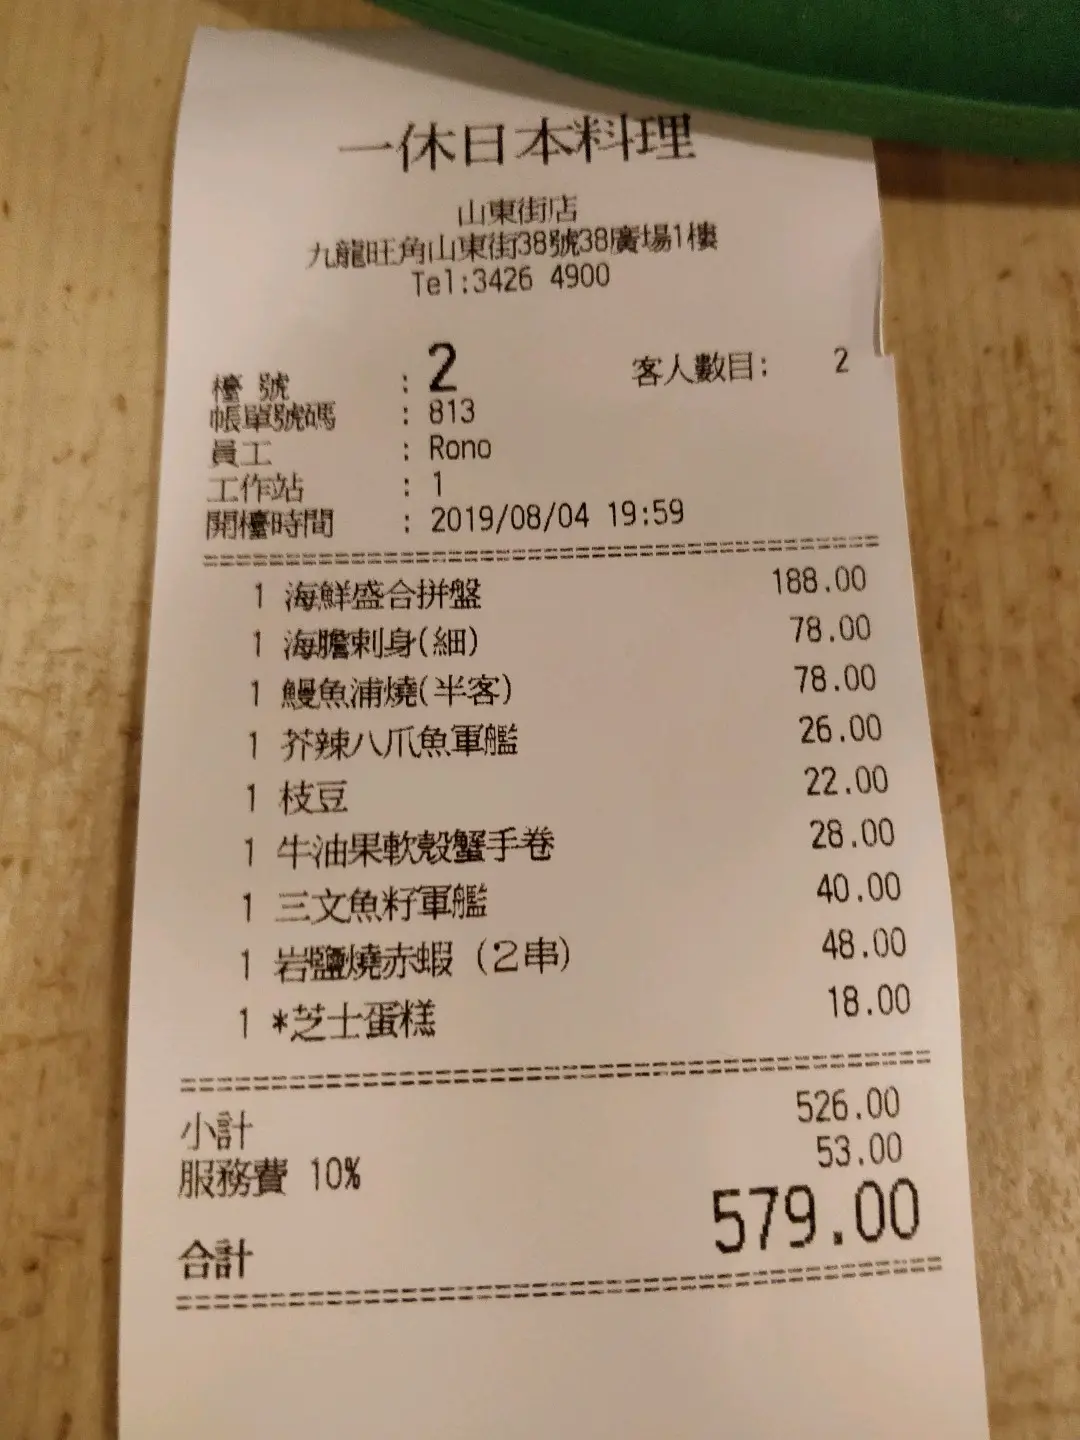 一休日本料理
山東街店
九龍旺角山東街38號38廣場1樓
Tel:3426 4900
檯 號 : 2 客人數目: 2
帳單號碼 : 813
員工 : Rono
工作站 : 1
開檯時間 : 2019/08/04 19:59
1 海鮮盛合拼盤 188.00
1 海膽刺身(細) 78.00
1 鰻魚浦燒(半客) 78.00
1 芥辣八爪魚軍艦 26.00
1 枝豆 22.00
1 牛油果軟殼蟹手卷 28.00
1 三文魚籽軍艦 40.00
1 岩鹽燒赤蝦 (2串) 48.00
1 *芝士蛋糕 18.00
小計 526.00
服務費 10% 53.00
合計 579.00